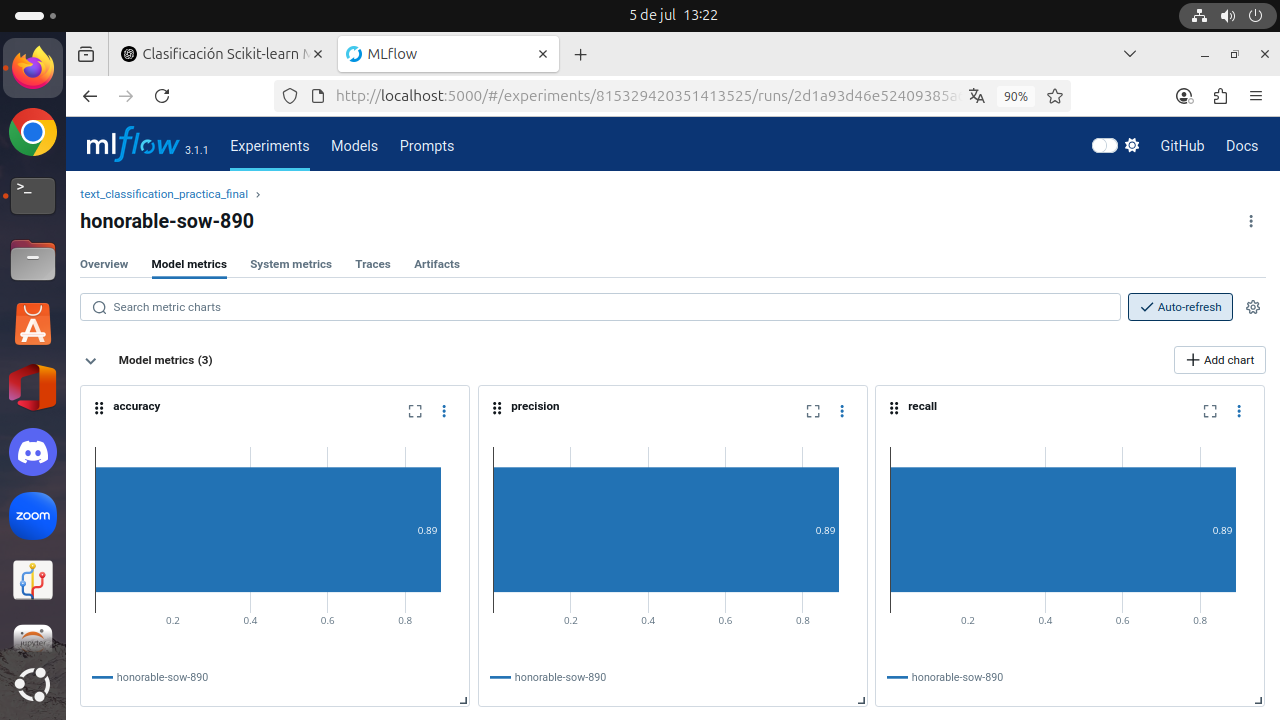 5 de jul 13:22
Clasificación Scikit-learn
MLflow
http://localhost:5000/#/experiments/815329420351413525/runs/2d1a93d46e52409385a
90%
mlflow 3.1.1
Experiments
Models
Prompts
GitHub
Docs
text_classification_practica_final ›
honorable-sow-890
Overview
Model metrics
System metrics
Traces
Artifacts
Search metric charts
Auto-refresh
Model metrics (3)
Add chart
accuracy
0.89
0.2 0.4 0.6 0.8
honorable-sow-890
precision
0.89
0.2 0.4 0.6 0.8
honorable-sow-890
recall
0.89
0.2 0.4 0.6 0.8
honorable-sow-890
>_
zoom
jupyter